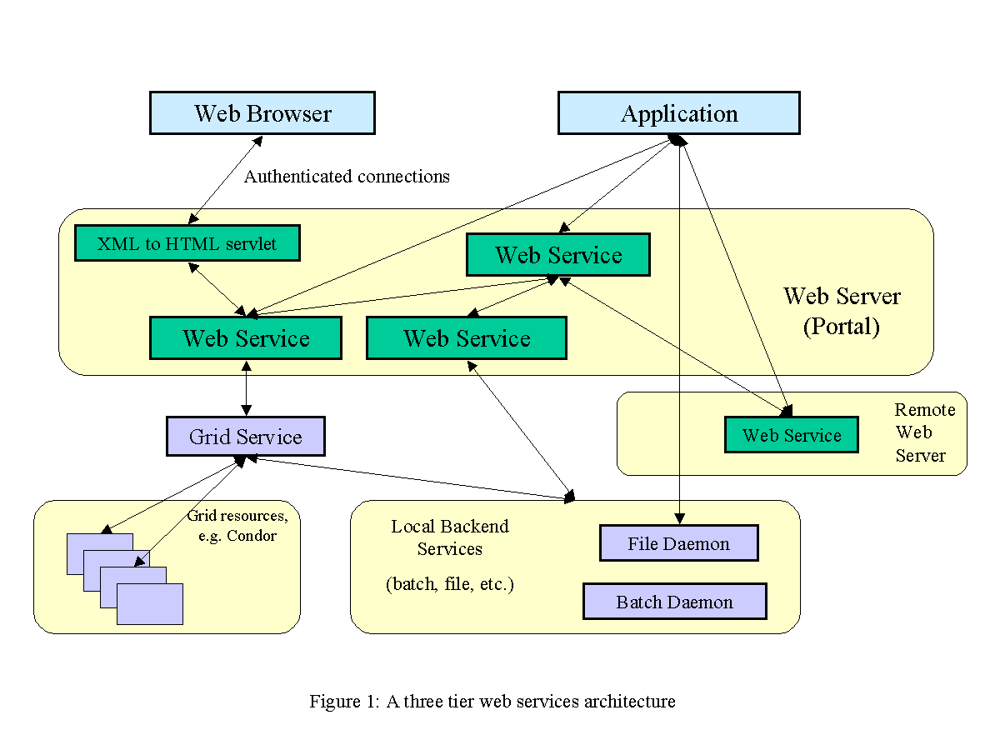 Web Browser
Application
Authenticated connections
XML to HTML servlet
Web Service
Web Server
(Portal)
Web Service
Web Service
Remote
Web
Server
Web Service
Grid Service
Grid resources,
e.g. Condor
Local Backend
Services
(batch, file, etc.)
File Daemon
Batch Daemon
Figure 1: A three tier web services architecture